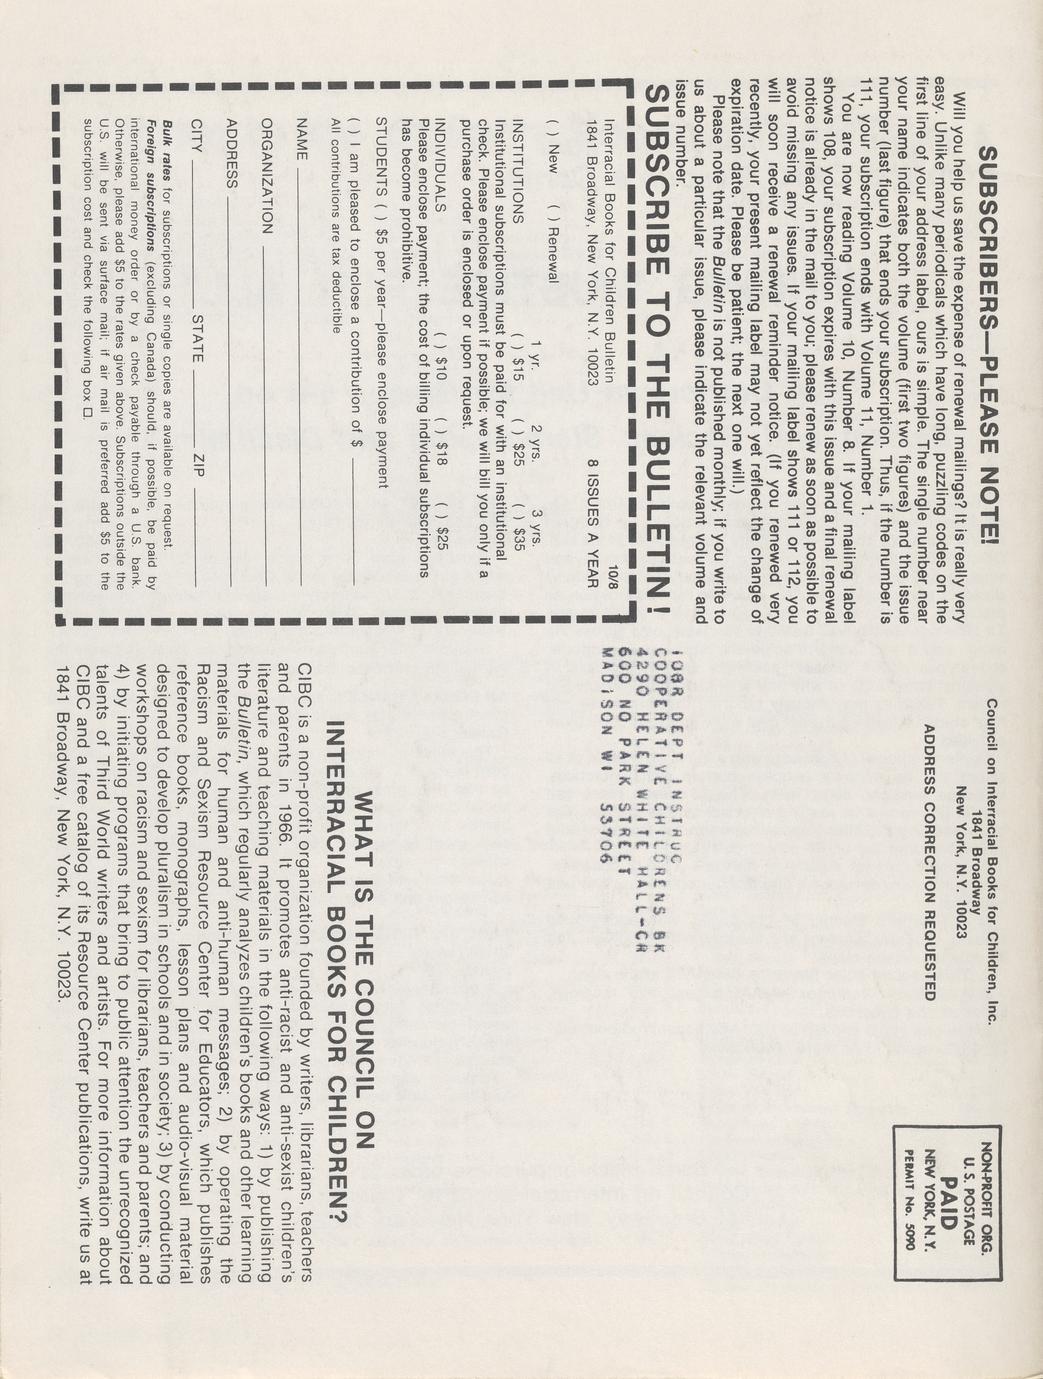 SUBSCRIBERS—PLEASE NOTE!
Will you help us save the expense of renewal mailings? It is really very
easy. Unlike many periodicals which have long, puzzling codes on the
first line of your address label, ours is simple. The single number near
your name indicates both the volume (first two figures) and the issue
number (last figure) that ends your subscription. Thus, if the number is
111, your subscription ends with Volume 11, Number 1.
You are now reading Volume 10, Number 8. If your mailing label
shows 108, your subscription expires with this issue and a final renewal
notice is already in the mail to you; please renew as soon as possible to
avoid missing any issues. If your mailing label shows 111 or 112, you
will soon receive a renewal reminder notice. (If you renewed very
recently, your present mailing label may not yet reflect the change of
expiration date. Please be patient; the next one will.)
Please note that the Bulletin is not published monthly; if you write to
us about a particular issue, please indicate the relevant volume and
issue number.
SUBSCRIBE TO THE BULLETIN!
10/8
Interracial Books for Children Bulletin
1841 Broadway, New York, N.Y. 10023 8 ISSUES A YEAR
( ) New ( ) Renewal
1 yr. 2 yrs. 3 yrs.
INSTITUTIONS ( ) $15 ( ) $25 ( ) $35
Institutional subscriptions must be paid for with an institutional
check. Please enclose payment if possible; we will bill you only if a
purchase order is enclosed or upon request.
INDIVIDUALS ( ) $10 ( ) $18 ( ) $25
Please enclose payment; the cost of billing individual subscriptions
has become prohibitive.
STUDENTS ( ) $5 per year—please enclose payment
( ) I am pleased to enclose a contribution of $
All contributions are tax deductible
NAME
ORGANIZATION
ADDRESS
CITY STATE ZIP
Bulk rates for subscriptions or single copies are available on request.
Foreign subscriptions (excluding Canada) should, if possible, be paid by
international money order or by a check payable through a U.S. bank.
Otherwise, please add $5 to the rates given above. Subscriptions outside the
U.S. will be sent via surface mail; if air mail is preferred add $5 to the
subscription cost and check the following box □.
Council on Interracial Books for Children, Inc.
1841 Broadway
New York, N.Y. 10023
ADDRESS CORRECTION REQUESTED
NON-PROFIT ORG.
U.S. POSTAGE
PAID
NEW YORK, N.Y.
PERMIT No. 5090
108R DEPT INSTRUC
COOPERATIVE CHILDRENS BK
4290 HELEN WHITE HALL-CR
600 NO PARK STREET
MADISON WI 53706
WHAT IS THE COUNCIL ON
INTERRACIAL BOOKS FOR CHILDREN?
CIBC is a non-profit organization founded by writers, librarians, teachers
and parents in 1966. It promotes anti-racist and anti-sexist children's
literature and teaching materials in the following ways: 1) by publishing
the Bulletin, which regularly analyzes children's books and other learning
materials for human and anti-human messages; 2) by operating the
Racism and Sexism Resource Center for Educators, which publishes
reference books, monographs, lesson plans and audio-visual material
designed to develop pluralism in schools and in society; 3) by conducting
workshops on racism and sexism for librarians, teachers and parents; and
4) by initiating programs that bring to public attention the unrecognized
talents of Third World writers and artists. For more information about
CIBC and a free catalog of its Resource Center publications, write us at
1841 Broadway, New York, N.Y. 10023.